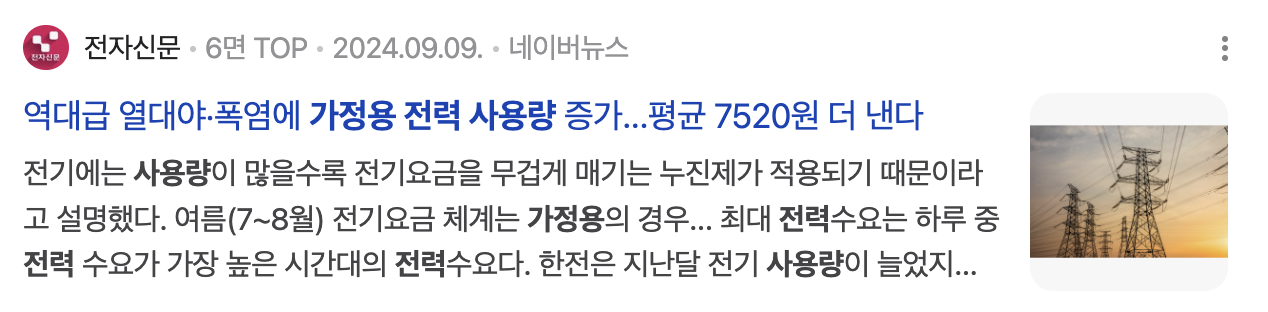 전자신문
전자신문 · 6면 TOP · 2024.09.09. · 네이버뉴스
역대급 열대야·폭염에 가정용 전력 사용량 증가...평균 7520원 더 낸다
전기에는 사용량이 많을수록 전기요금을 무겁게 매기는 누진제가 적용되기 때문이라
고 설명했다. 여름(7~8월) 전기요금 체계는 가정용의 경우... 최대 전력수요는 하루 중
전력 수요가 가장 높은 시간대의 전력수요다. 한전은 지난달 전기 사용량이 늘었지...